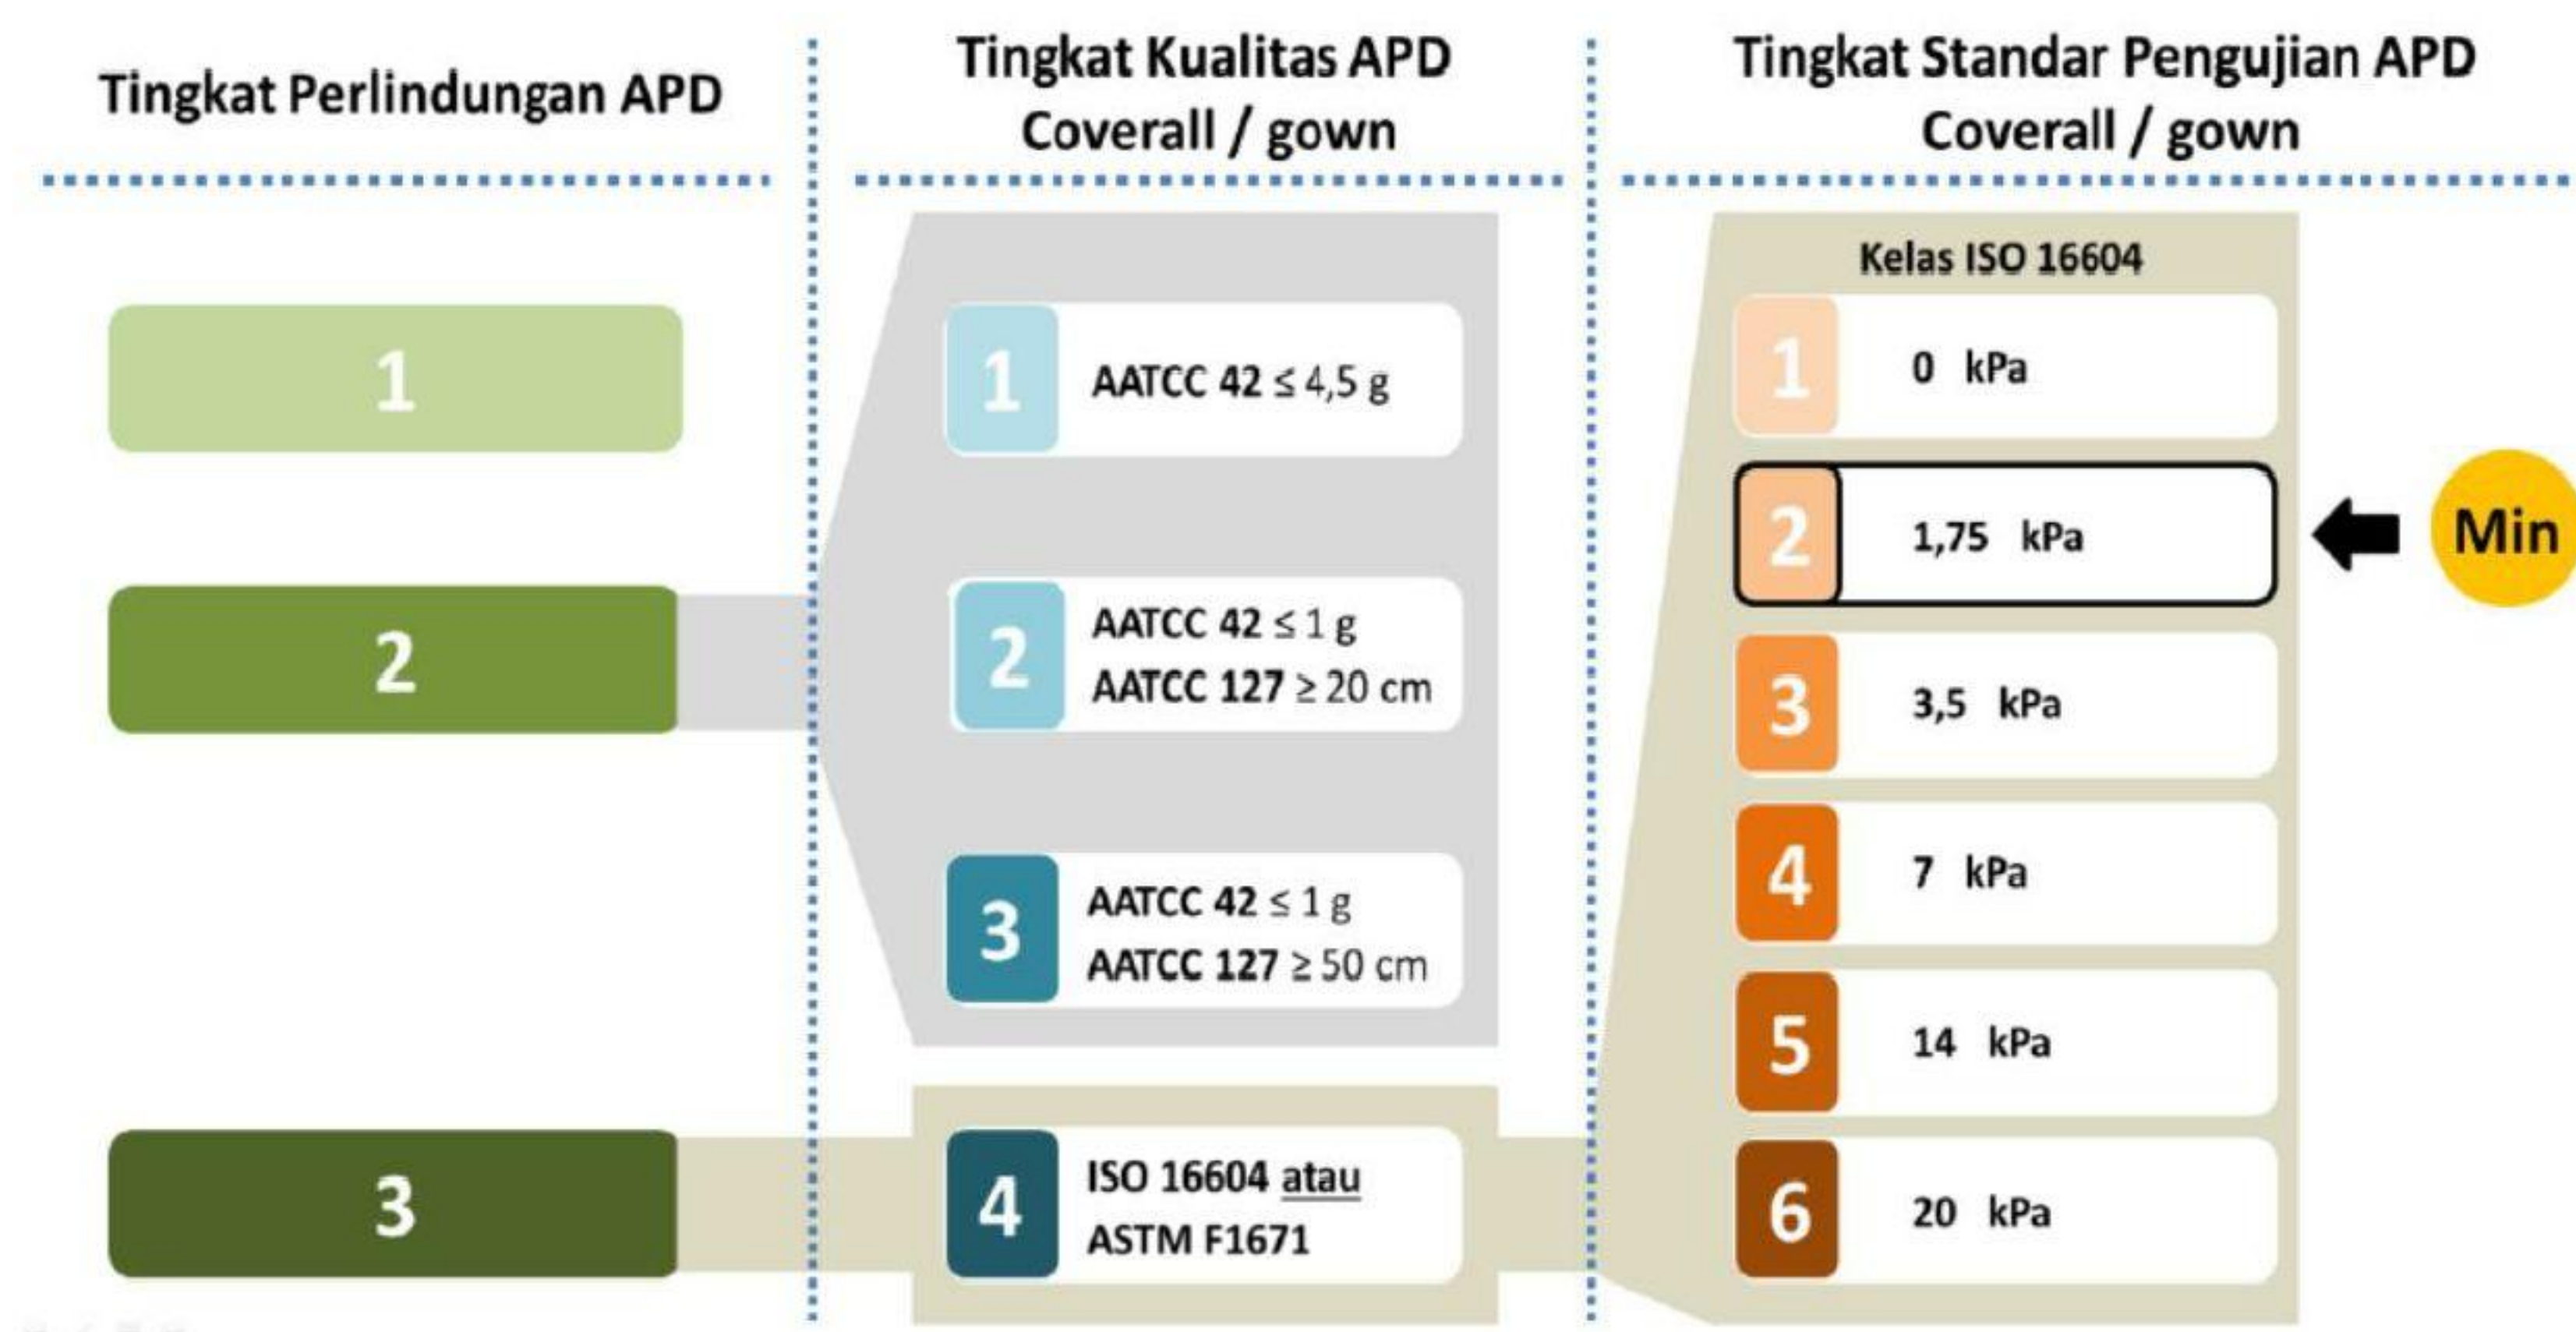 Tingkat Perlindungan APD
1
2
3
Tingkat Kualitas APD
Coverall / gown
1
AATCC 42 ≤ 4,5 g
2
AATCC 42 ≤ 1 g
AATCC 127 ≥ 20 cm
3
AATCC 42 ≤ 1 g
AATCC 127 ≥ 50 cm
4
ISO 16604 atau
ASTM F1671
Tingkat Standar Pengujian APD
Coverall / gown
Kelas ISO 16604
1 0 kPa
2 1,75 kPa
Min
3 3,5 kPa
4 7 kPa
5 14 kPa
6 20 kPa